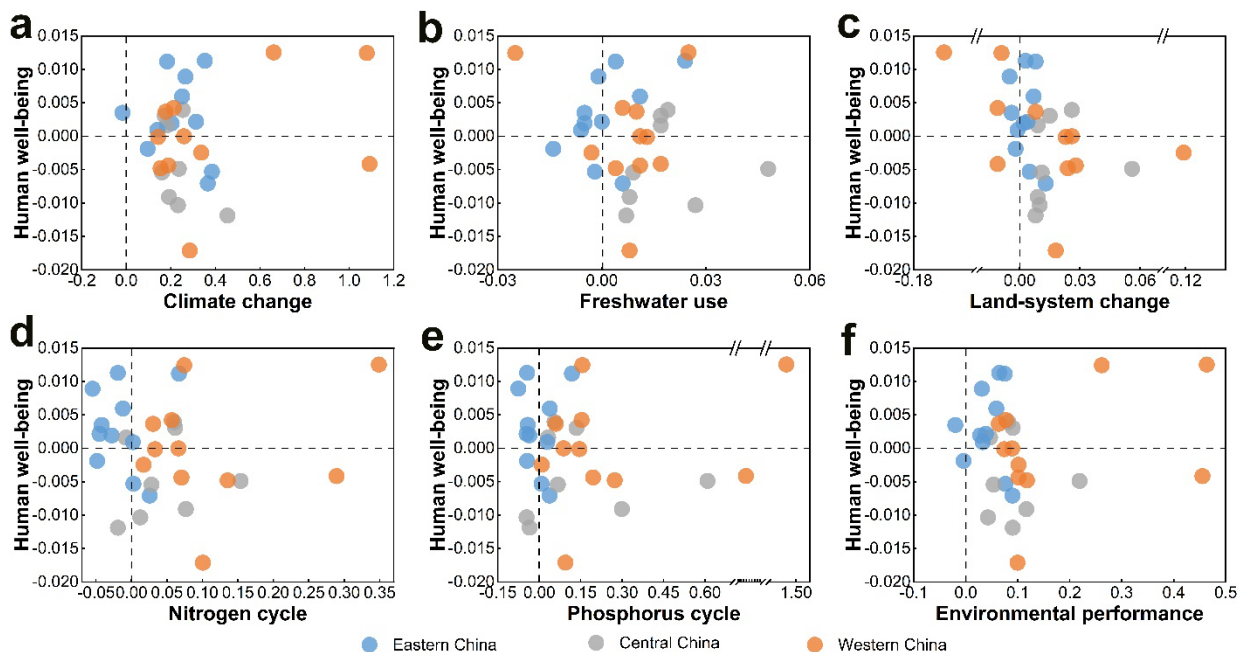 a
Human well-being
0.015
0.010
0.005
0.000
-0.005
-0.010
-0.015
-0.020
-0.2 0.0 0.2 0.4 0.6 0.8 1.0 1.2
Climate change
b
Human well-being
0.015
0.010
0.005
0.000
-0.005
-0.010
-0.015
-0.020
-0.03 0.00 0.03 0.06
Freshwater use
c
Human well-being
0.015
0.010
0.005
0.000
-0.005
-0.010
-0.015
-0.020
-0.18 0.00 0.03 0.06 0.12
Land-system change
d
Human well-being
0.015
0.010
0.005
0.000
-0.005
-0.010
-0.015
-0.020
-0.05 0.00 0.05 0.10 0.15 0.20 0.25 0.30 0.35
Nitrogen cycle
e
Human well-being
0.015
0.010
0.005
0.000
-0.005
-0.010
-0.015
-0.020
-0.15 0.00 0.15 0.30 0.45 0.60 1.50
Phosphorus cycle
f
Human well-being
0.015
0.010
0.005
0.000
-0.005
-0.010
-0.015
-0.020
-0.1 0.0 0.1 0.2 0.3 0.4 0.5
Environmental performance
Eastern China Central China Western China